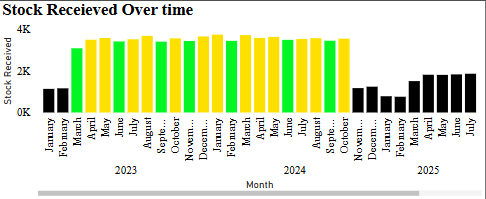 Stock Receieved Over time
Stock Received
4K
2K
0K
January
February
March
April
May
June
July
August
Septe...
October
Novem...
Decem...
January
February
March
April
May
June
July
August
Septe...
October
Novem...
Decem...
January
February
March
April
May
June
July
2023
2024
2025
Month